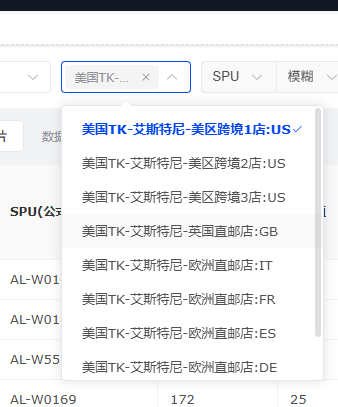 美国TK-...
SPU
模糊
片
数据
美国TK-艾斯特尼-美区跨境1店:US
美国TK-艾斯特尼-美区跨境2店:US
美国TK-艾斯特尼-美区跨境3店:US
SPU(公
美国TK-艾斯特尼-英国直邮店:GB
美国TK-艾斯特尼-欧洲直邮店:IT
AL-W01
美国TK-艾斯特尼-欧洲直邮店:FR
AL-W01
美国TK-艾斯特尼-欧洲直邮店:ES
AL-W55
美国TK-艾斯特尼-欧洲直邮店:DE
AL-W0169 172 25